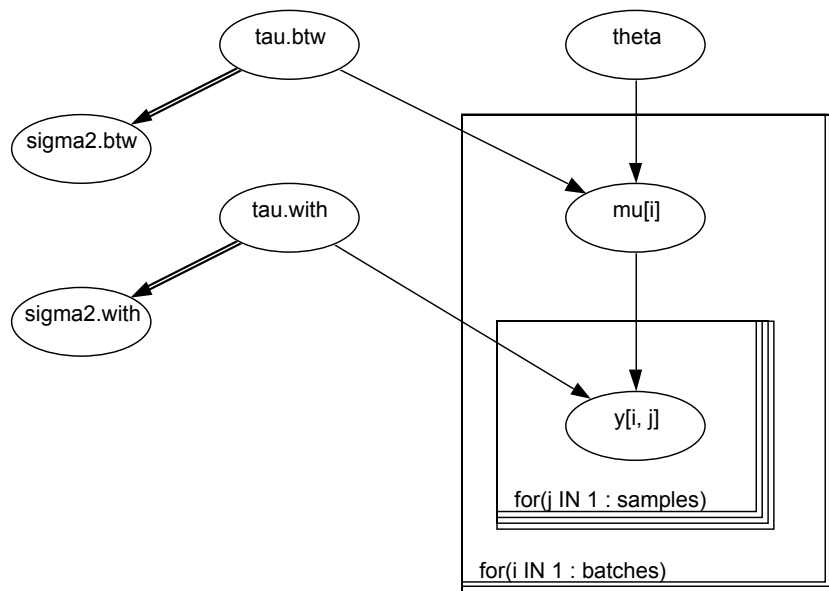 tau.btw
theta
sigma2.btw
tau.with
mu[i]
sigma2.with
y[i, j]
for(j IN 1 : samples)
for(i IN 1 : batches)